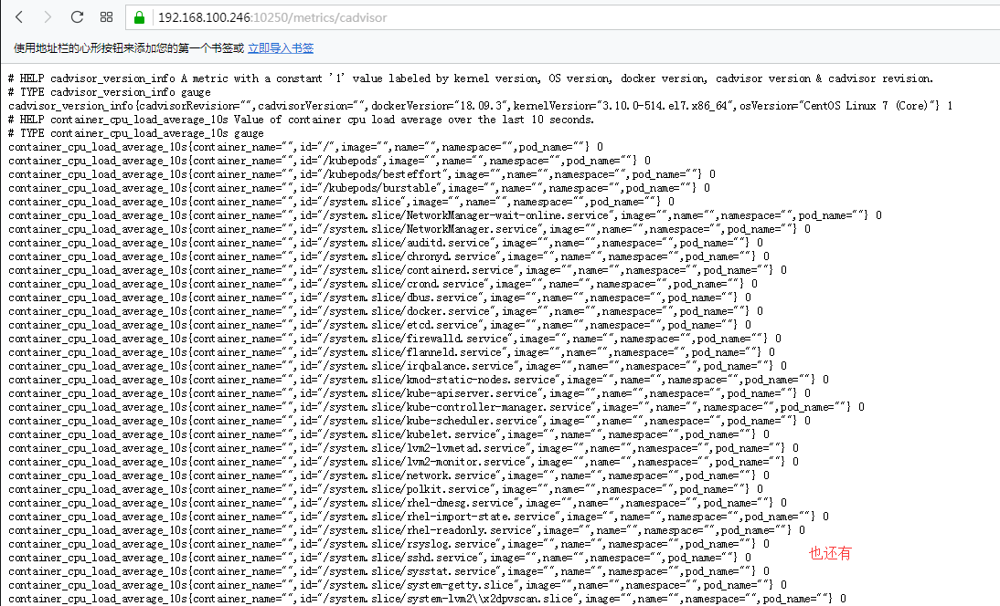 192.168.100.246:10250/metrics/cadvisor
使用地址栏的心形按钮来添加您的第一个书签或 立即导入书签
# HELP cadvisor_version_info A metric with a constant '1' value labeled by kernel version, OS version, docker version, cadvisor version & cadvisor revision.
# TYPE cadvisor_version_info gauge
cadvisor_version_info{cadvisorRevision="",cadvisorVersion="",dockerVersion="18.09.3",kernelVersion="3.10.0-514.el7.x86_64",osVersion="CentOS Linux 7 (Core)"} 1
# HELP container_cpu_load_average_10s Value of container cpu load average over the last 10 seconds.
# TYPE container_cpu_load_average_10s gauge
container_cpu_load_average_10s{container_name="",id="/",image="",name="",namespace="",pod_name=""} 0
container_cpu_load_average_10s{container_name="",id="/kubepods",image="",name="",namespace="",pod_name=""} 0
container_cpu_load_average_10s{container_name="",id="/kubepods/besteffort",image="",name="",namespace="",pod_name=""} 0
container_cpu_load_average_10s{container_name="",id="/kubepods/burstable",image="",name="",namespace="",pod_name=""} 0
container_cpu_load_average_10s{container_name="",id="/system.slice",image="",name="",namespace="",pod_name=""} 0
container_cpu_load_average_10s{container_name="",id="/system.slice/NetworkManager-wait-online.service",image="",name="",namespace="",pod_name=""} 0
container_cpu_load_average_10s{container_name="",id="/system.slice/NetworkManager.service",image="",name="",namespace="",pod_name=""} 0
container_cpu_load_average_10s{container_name="",id="/system.slice/auditd.service",image="",name="",namespace="",pod_name=""} 0
container_cpu_load_average_10s{container_name="",id="/system.slice/chronyd.service",image="",name="",namespace="",pod_name=""} 0
container_cpu_load_average_10s{container_name="",id="/system.slice/containerd.service",image="",name="",namespace="",pod_name=""} 0
container_cpu_load_average_10s{container_name="",id="/system.slice/crond.service",image="",name="",namespace="",pod_name=""} 0
container_cpu_load_average_10s{container_name="",id="/system.slice/dbus.service",image="",name="",namespace="",pod_name=""} 0
container_cpu_load_average_10s{container_name="",id="/system.slice/docker.service",image="",name="",namespace="",pod_name=""} 0
container_cpu_load_average_10s{container_name="",id="/system.slice/etcd.service",image="",name="",namespace="",pod_name=""} 0
container_cpu_load_average_10s{container_name="",id="/system.slice/firewalld.service",image="",name="",namespace="",pod_name=""} 0
container_cpu_load_average_10s{container_name="",id="/system.slice/flanneld.service",image="",name="",namespace="",pod_name=""} 0
container_cpu_load_average_10s{container_name="",id="/system.slice/irqbalance.service",image="",name="",namespace="",pod_name=""} 0
container_cpu_load_average_10s{container_name="",id="/system.slice/kmod-static-nodes.service",image="",name="",namespace="",pod_name=""} 0
container_cpu_load_average_10s{container_name="",id="/system.slice/kube-apiserver.service",image="",name="",namespace="",pod_name=""} 0
container_cpu_load_average_10s{container_name="",id="/system.slice/kube-controller-manager.service",image="",name="",namespace="",pod_name=""} 0
container_cpu_load_average_10s{container_name="",id="/system.slice/kube-scheduler.service",image="",name="",namespace="",pod_name=""} 0
container_cpu_load_average_10s{container_name="",id="/system.slice/kubelet.service",image="",name="",namespace="",pod_name=""} 0
container_cpu_load_average_10s{container_name="",id="/system.slice/lvm2-lvmetad.service",image="",name="",namespace="",pod_name=""} 0
container_cpu_load_average_10s{container_name="",id="/system.slice/lvm2-monitor.service",image="",name="",namespace="",pod_name=""} 0
container_cpu_load_average_10s{container_name="",id="/system.slice/network.service",image="",name="",namespace="",pod_name=""} 0
container_cpu_load_average_10s{container_name="",id="/system.slice/polkit.service",image="",name="",namespace="",pod_name=""} 0
container_cpu_load_average_10s{container_name="",id="/system.slice/rhel-dmesg.service",image="",name="",namespace="",pod_name=""} 0
container_cpu_load_average_10s{container_name="",id="/system.slice/rhel-import-state.service",image="",name="",namespace="",pod_name=""} 0
container_cpu_load_average_10s{container_name="",id="/system.slice/rhel-readonly.service",image="",name="",namespace="",pod_name=""} 0
container_cpu_load_average_10s{container_name="",id="/system.slice/rsyslog.service",image="",name="",namespace="",pod_name=""} 0
也还有
container_cpu_load_average_10s{container_name="",id="/system.slice/sshd.service",image="",name="",namespace="",pod_name=""} 0
container_cpu_load_average_10s{container_name="",id="/system.slice/sysstat.service",image="",name="",namespace="",pod_name=""} 0
container_cpu_load_average_10s{container_name="",id="/system.slice/system-getty.slice",image="",name="",namespace="",pod_name=""} 0
container_cpu_load_average_10s{container_name="",id="/system.slice/system-lvm2\\x2dpvscan.slice",image="",name="",namespace="",pod_name=""} 0